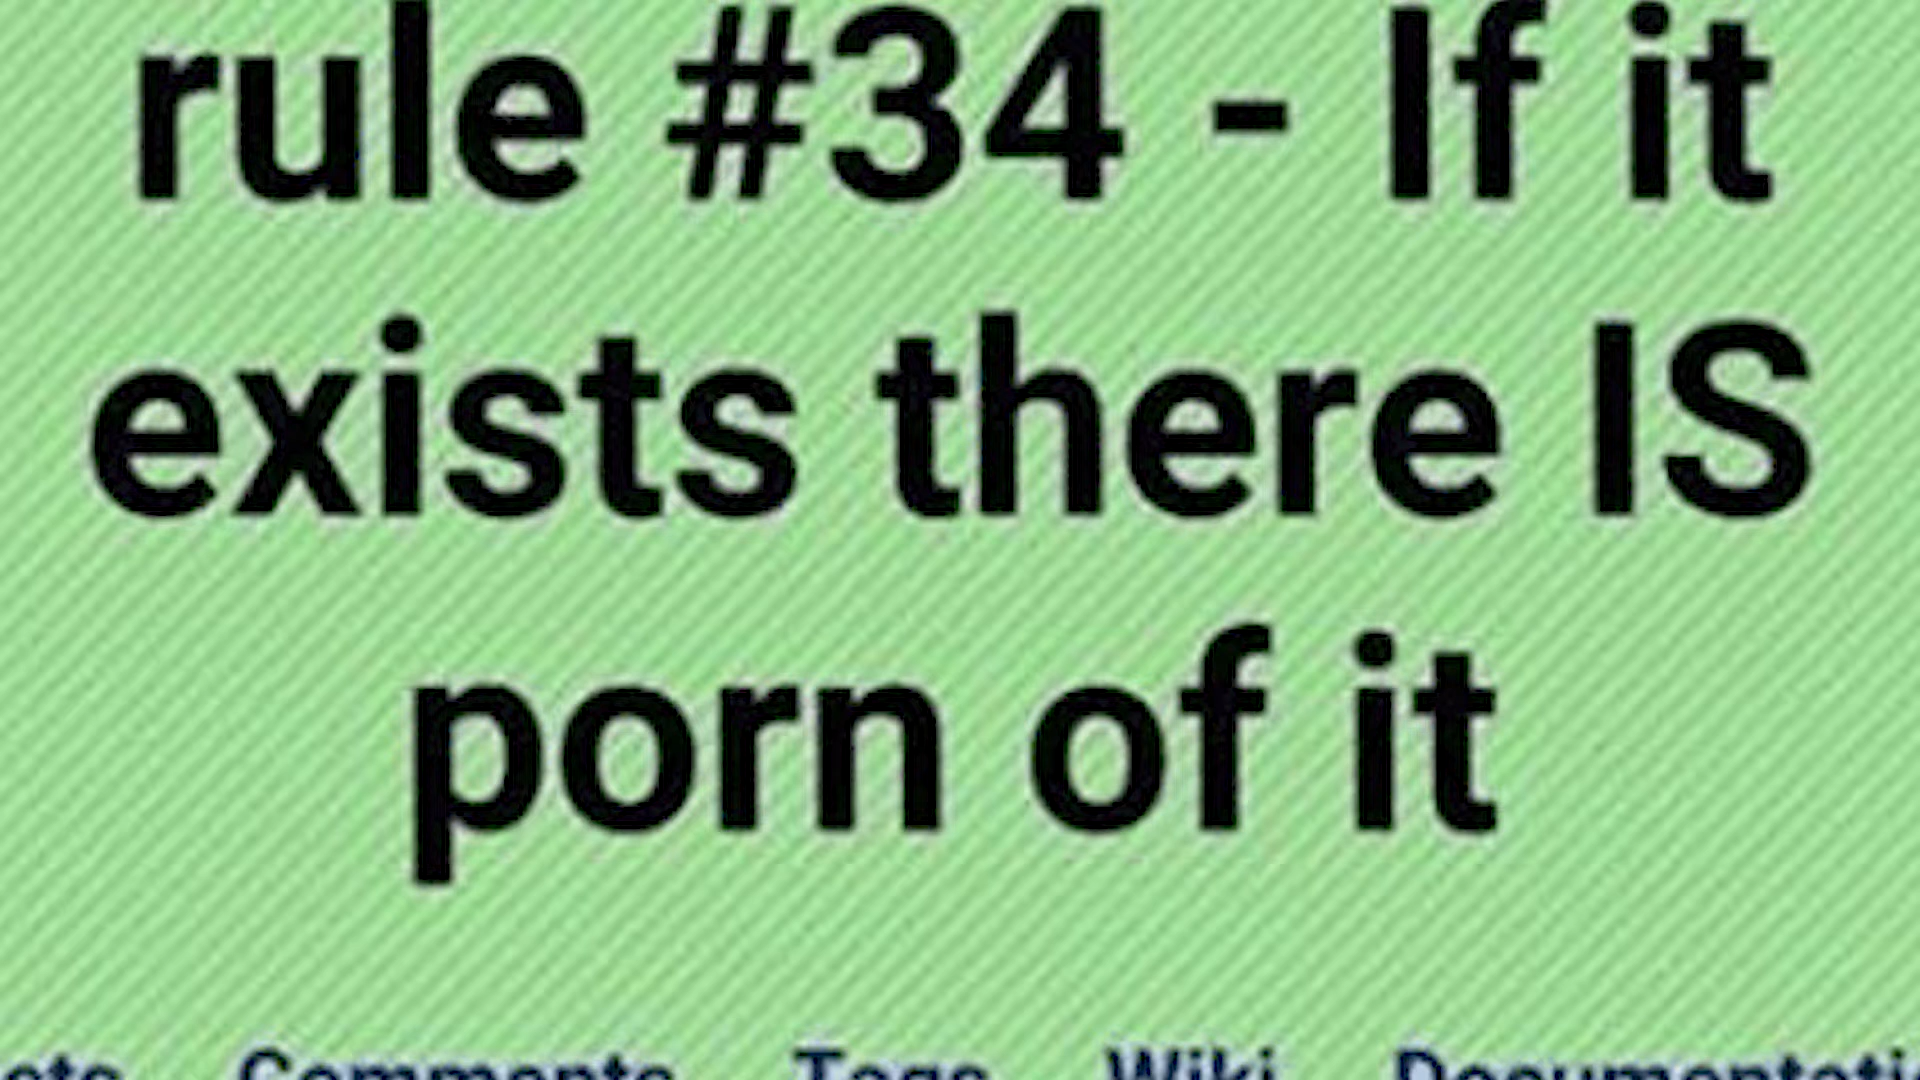 rule #34 - If it
exists there IS
porn of it
Comments Tags Wiki